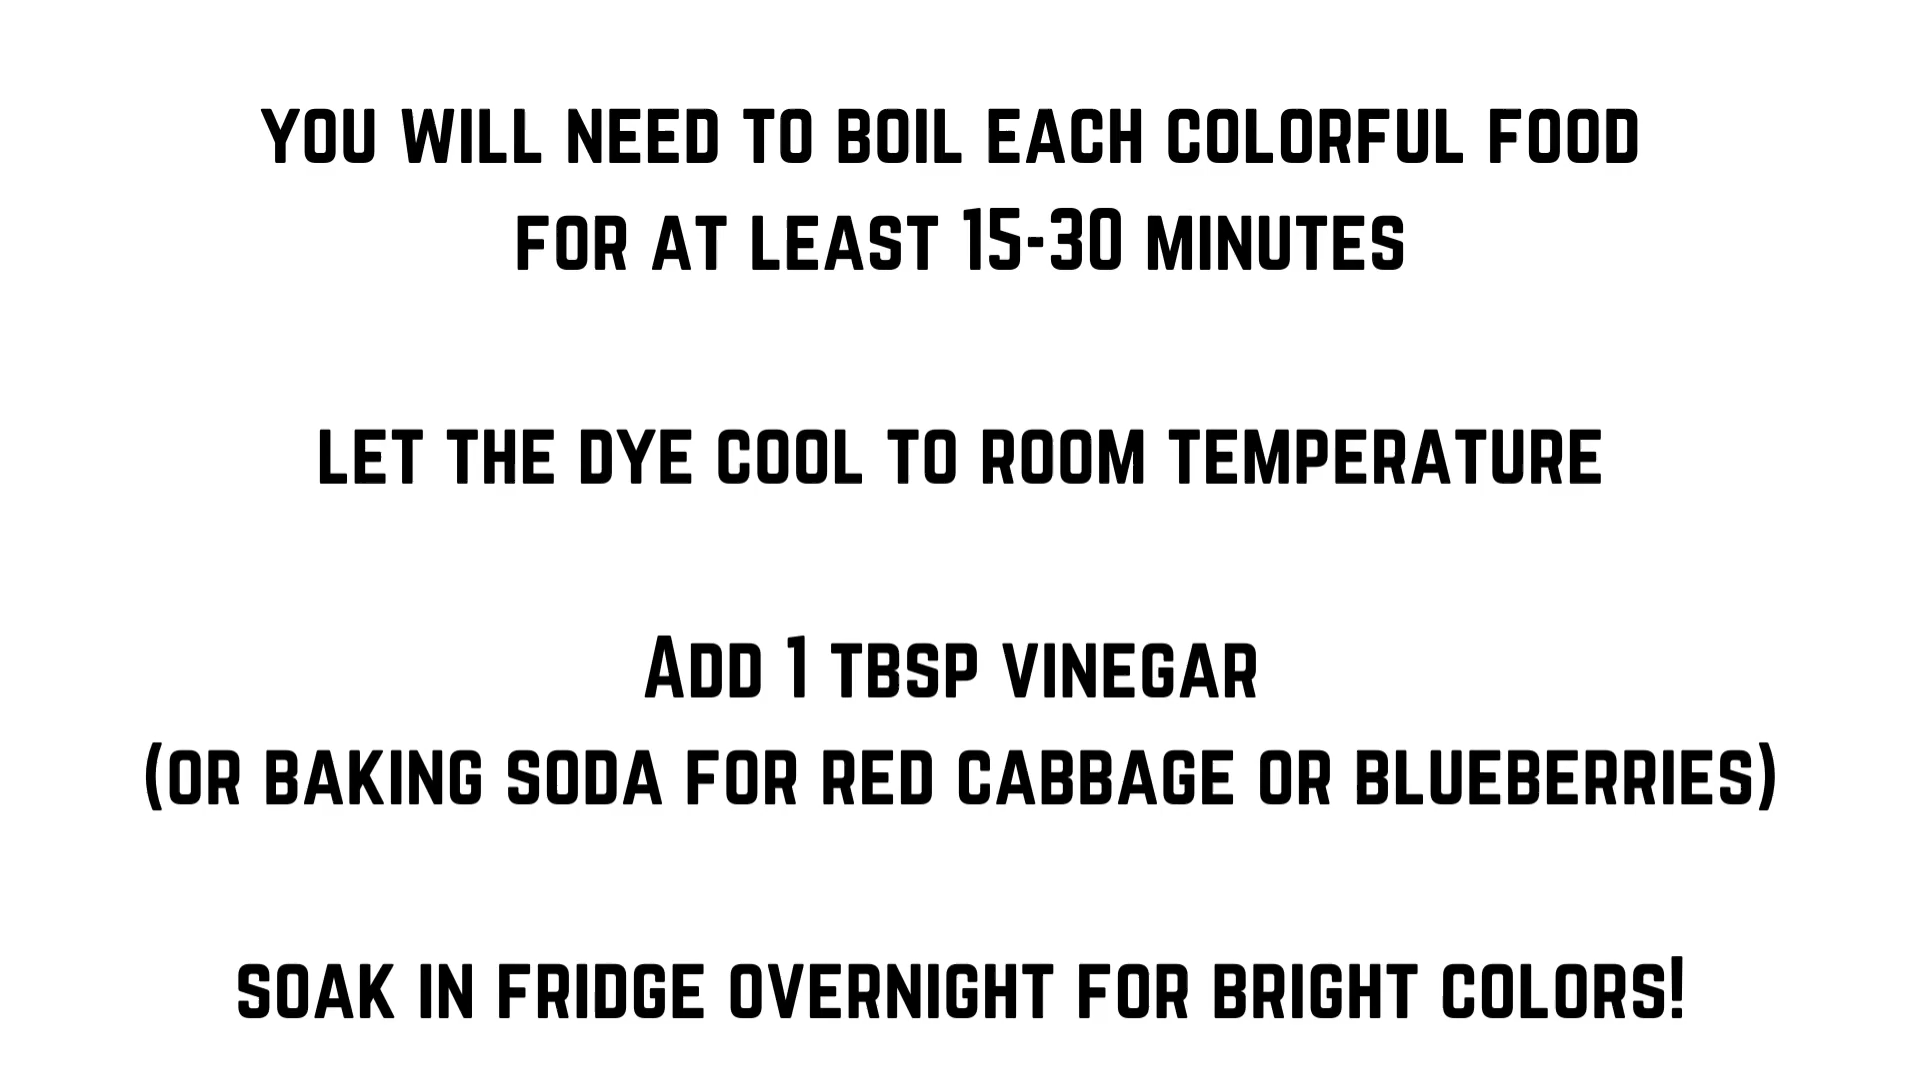 you will need to boil each colorful food
for at least 15-30 minutes
let the dye cool to room temperature
Add 1 tbsp vinegar
(or baking soda for red cabbage or blueberries)
soak in fridge overnight for bright colors!